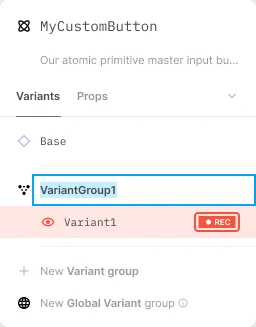 MyCustomButton
Our atomic primitive master input bu...
Variants Props
Base
VariantGroup1
Variant1 REC
New Variant group
New Global Variant group